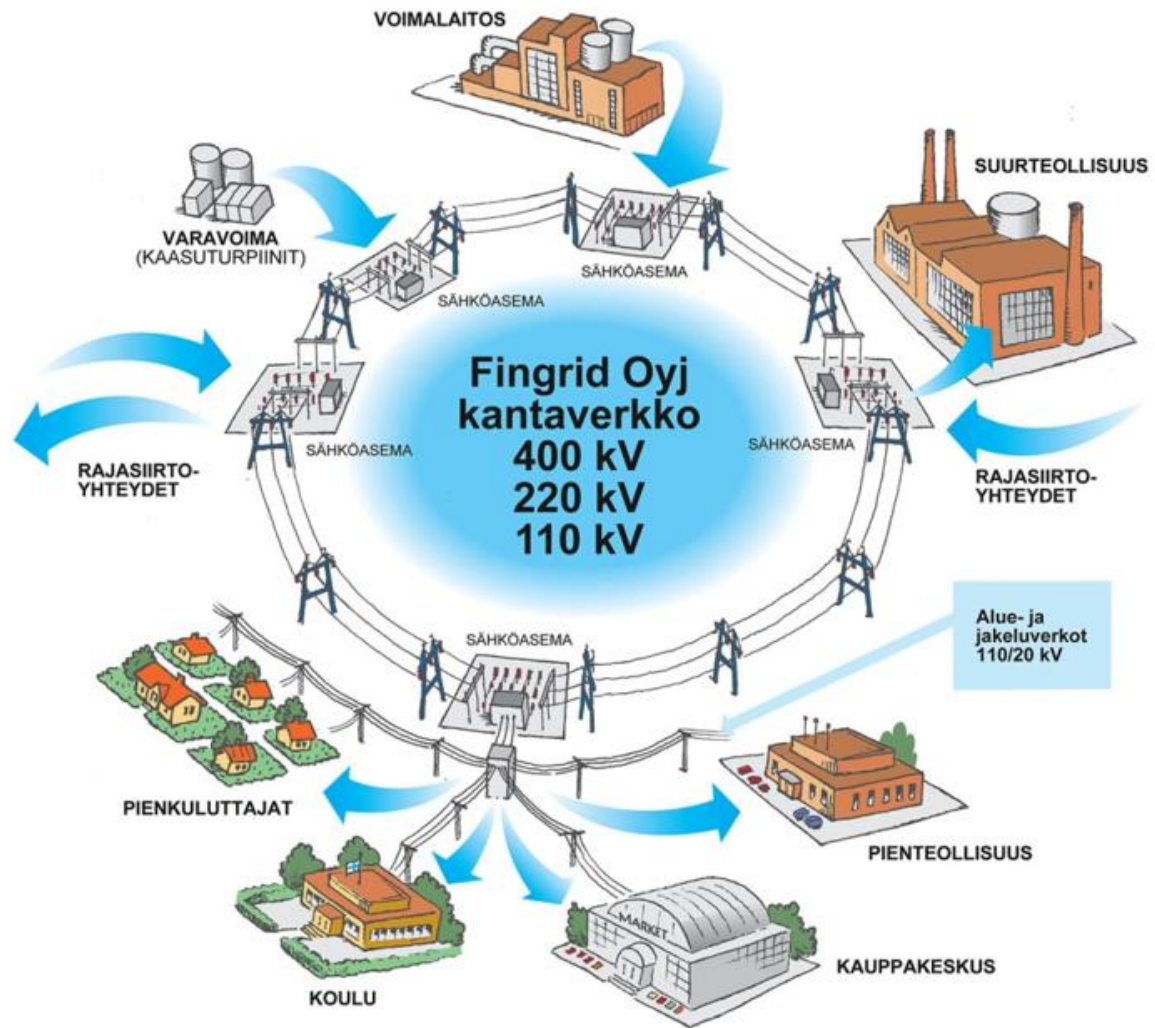 VOIMALAITOS
SUURTEOLLISUUS
VARAVOIMA
(KAASUTURPIINIT)
SÄHKÖASEMA
SÄHKÖASEMA
Fingrid Oyj
kantaverkko
400 kV
220 kV
110 kV
SÄHKÖASEMA
SÄHKÖASEMA
RAJASIIRTO-
YHTEYDET
RAJASIIRTO-
YHTEYDET
SÄHKÖASEMA
Alue- ja
jakeluverkot
110/20 kV
PIENKULUTTAJAT
PIENTEOLLISUUS
MARKET
KAUPPAKESKUS
KOULU